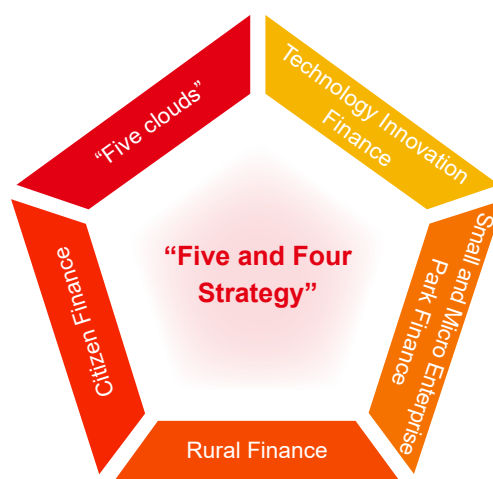 “Five clouds”
Technology Innovation
Finance
Small and Micro Enterprise
Park Finance
Rural Finance
Citizen Finance
“Five and Four
Strategy”